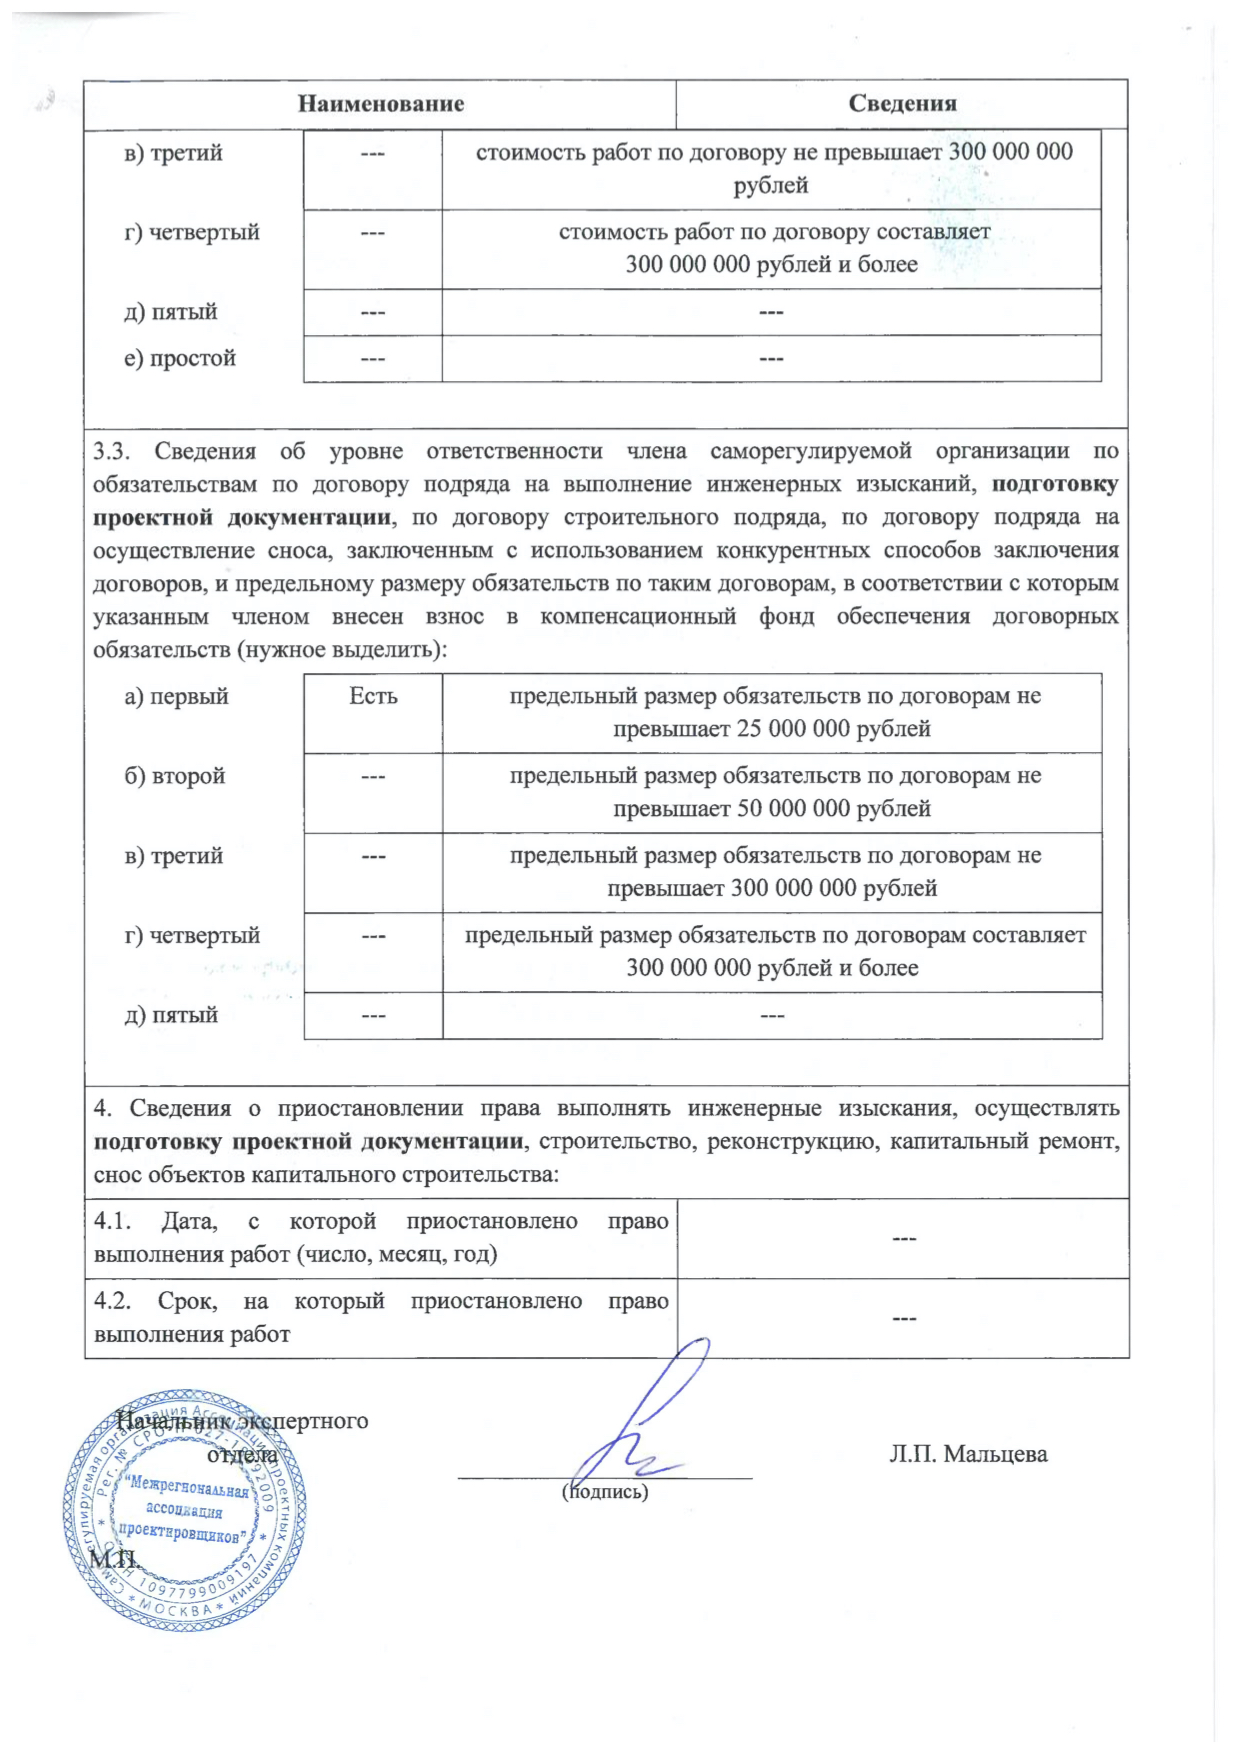 Наименование
Сведения
в) третий
---
стоимость работ по договору не превышает 300 000 000
рублей
г) четвертый
---
стоимость работ по договору составляет
300 000 000 рублей и более
д) пятый
---
---
е) простой
---
---
3.3. Сведения об уровне ответственности члена саморегулируемой организации по
обязательствам по договору подряда на выполнение инженерных изысканий, подготовку
проектной документации, по договору строительного подряда, по договору подряда на
осуществление сноса, заключенным с использованием конкурентных способов заключения
договоров, и предельному размеру обязательств по таким договорам, в соответствии с которым
указанным членом внесен взнос в компенсационный фонд обеспечения договорных
обязательств (нужное выделить):
а) первый
Есть
предельный размер обязательств по договорам не
превышает 25 000 000 рублей
б) второй
---
предельный размер обязательств по договорам не
превышает 50 000 000 рублей
в) третий
---
предельный размер обязательств по договорам не
превышает 300 000 000 рублей
г) четвертый
---
предельный размер обязательств по договорам составляет
300 000 000 рублей и более
д) пятый
---
---
4. Сведения о приостановлении права выполнять инженерные изыскания, осуществлять
подготовку проектной документации, строительство, реконструкцию, капитальный ремонт,
снос объектов капитального строительства:
4.1. Дата, с которой приостановлено право
выполнения работ (число, месяц, год)
---
4.2. Срок, на который приостановлено право
выполнения работ
---
Начальник экспертного
отдела
Л.П. Мальцева
(подпись)
М.П.
Саморегулируемая организация Ассоциация проектных компаний
* МОСКВА *
Рег. № СРО-П-027-18092009
* ОГРН 1097799009197 *
"Межрегиональная
ассоциация
проектировщиков"